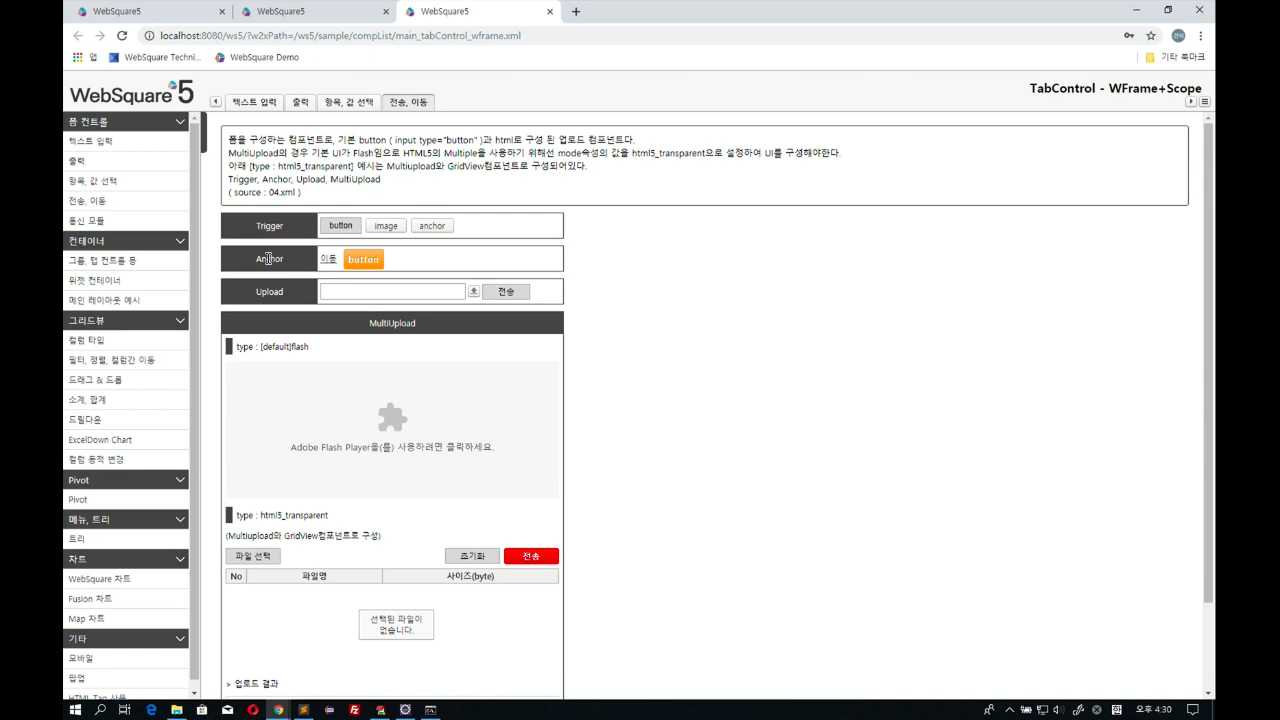 WebSquare5
WebSquare5
WebSquare5
localhost:8080/ws5/?w2xPath=/ws5/sample/compList/main_tabControl_wframe.xml
앱
WebSquare Techni...
WebSquare Demo
기타 북마크
WebSquare 5
텍스트 입력
출력
항목, 값 선택
전송, 이동
TabControl - WFrame+Scope
폼 컨트롤
텍스트 입력
출력
항목, 값 선택
전송, 이동
통신 모듈
컨테이너
그룹, 탭 컨트롤 등
위젯 컨테이너
메인 레이아웃 예시
그리드뷰
컬럼 타입
필터, 정렬, 컬럼간 이동
드래그 & 드롭
소계, 합계
드릴다운
ExcelDown Chart
컬럼 동적 변경
Pivot
Pivot
메뉴, 트리
트리
차트
WebSquare 차트
Fusion 차트
Map 차트
기타
모바일
팝업
HTML Tag 사용
폼을 구성하는 컴포넌트로, 기본 button ( input type="button" )과 html로 구성 된 업로드 컴포넌트다.
MultiUpload의 경우 기본 UI가 Flash임으로 HTML5의 Multiple을 사용하기 위해선 mode속성의 값을 html5_transparent으로 설정하여 UI를 구성해야한다.
아래 [type : html5_transparent] 예시는 Multiupload와 GridView컴포넌트로 구성되어있다.
Trigger, Anchor, Upload, MultiUpload
( source : 04.xml )
Trigger
button
image
anchor
Anchor
이동
button
Upload
전송
MultiUpload
type : [default]flash
Adobe Flash Player을(를) 사용하려면 클릭하세요.
type : html5_transparent
(Multiupload와 GridView컴포넌트로 구성)
파일 선택
초기화
전송
No
파일명
사이즈(byte)
선택된 파일이
없습니다.
> 업로드 결과
오후 4:30